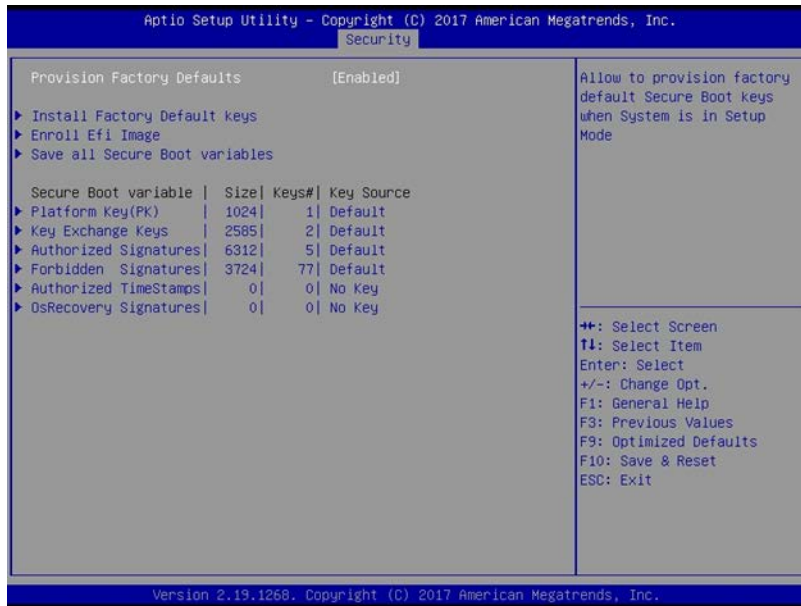 Aptio Setup Utility - Copyright (C) 2017 American Megatrends, Inc.
Security
Provision Factory Defaults [Enabled]
Install Factory Default keys
Enroll Efi Image
Save all Secure Boot variables
Secure Boot variable | Size| Keys#| Key Source
Platform Key(PK) | 1024| 1| Default
Key Exchange Keys | 2585| 2| Default
Authorized Signatures| 6312| 5| Default
Forbidden Signatures| 3724| 77| Default
Authorized TimeStamps| 0| 0| No Key
OsRecovery Signatures| 0| 0| No Key
Allow to provision factory
default Secure Boot keys
when System is in Setup
Mode
→←: Select Screen
↑↓: Select Item
Enter: Select
+/-: Change Opt.
F1: General Help
F3: Previous Values
F9: Optimized Defaults
F10: Save & Reset
ESC: Exit
Version 2.19.1268. Copyright (C) 2017 American Megatrends, Inc.